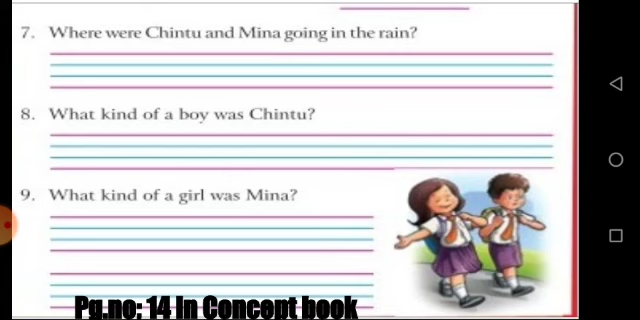 7. Where were Chintu and Mina going in the rain?
8. What kind of a boy was Chintu?
9. What kind of a girl was Mina?
Pg.no: 14 in Concept book